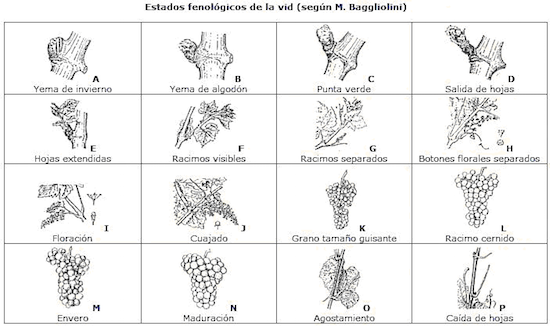 Estados fenológicos de la vid (según M. Baggliolini)
A
Yema de invierno
B
Yema de algodón
C
Punta verde
D
Salida de hojas
E
Hojas extendidas
F
Racimos visibles
G
Racimos separados
H
Botones florales separados
I
Floración
J
Cuajado
K
Grano tamaño guisante
L
Racimo cernido
M
Envero
N
Maduración
O
Agostamiento
P
Caída de hojas